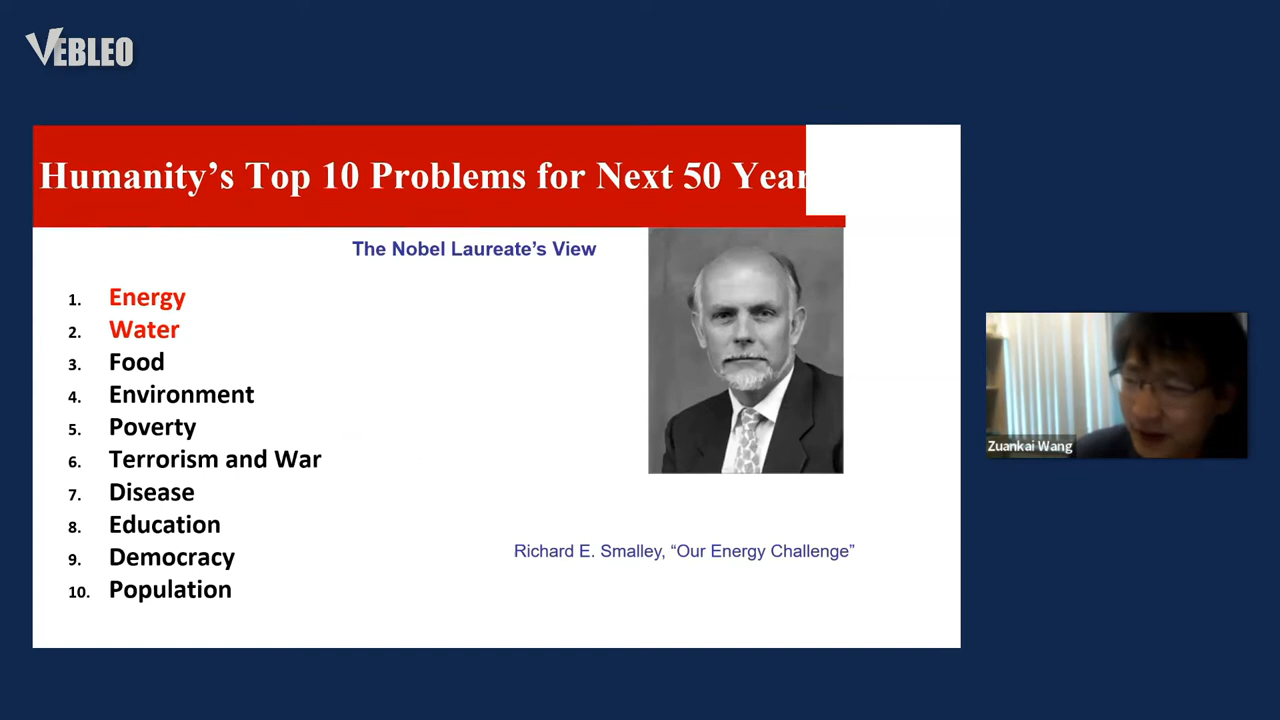 VEBLEO
Humanity's Top 10 Problems for Next 50 Year
The Nobel Laureate's View
1. Energy
2. Water
3. Food
4. Environment
5. Poverty
6. Terrorism and War
7. Disease
8. Education
9. Democracy
10. Population
Richard E. Smalley, “Our Energy Challenge”
Zuankai Wang